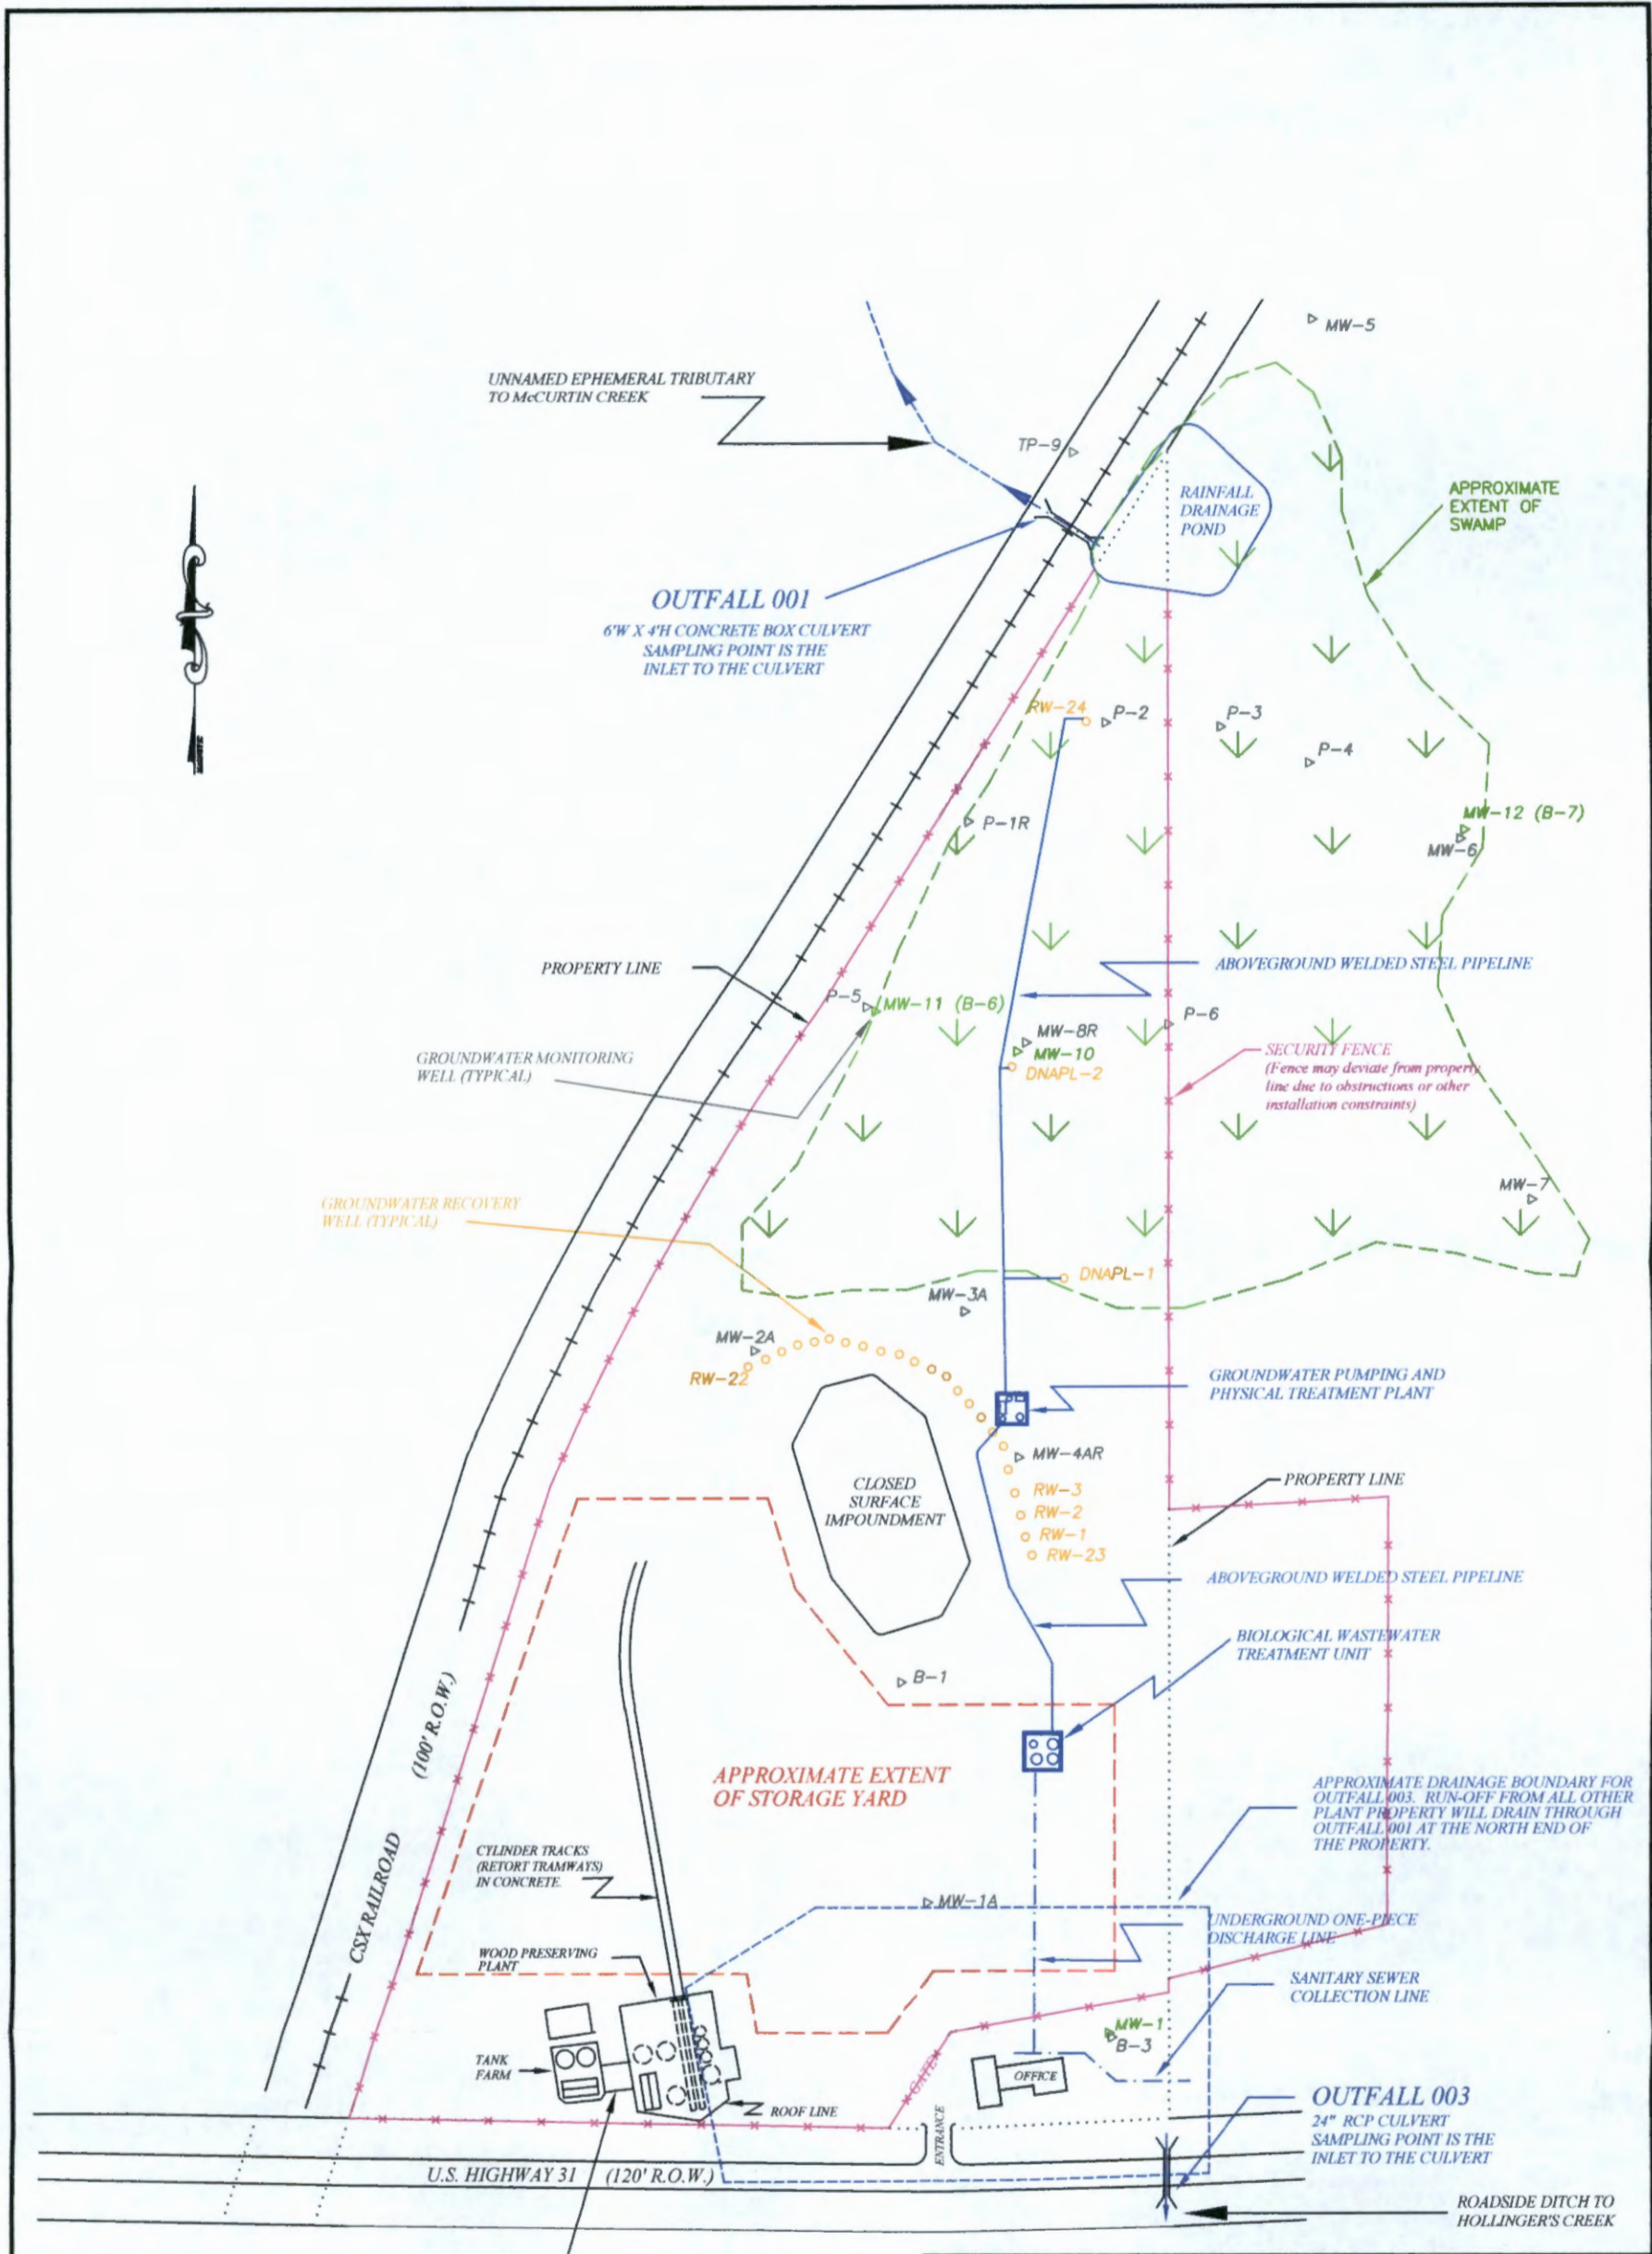 MW-5
UNNAMED EPHEMERAL TRIBUTARY
TO McCURTIN CREEK
TP-9
RAINFALL
DRAINAGE
POND
APPROXIMATE
EXTENT OF
SWAMP
OUTFALL 001
6'W X 4'H CONCRETE BOX CULVERT
SAMPLING POINT IS THE
INLET TO THE CULVERT
RW-24
P-2
P-3
P-4
MW-12 (B-7)
MW-6
P-1R
PROPERTY LINE
ABOVEGROUND WELDED STEEL PIPELINE
P-5
MW-11 (B-6)
P-6
MW-8R
MW-10
DNAPL-2
GROUNDWATER MONITORING
WELL (TYPICAL)
SECURITY FENCE
(Fence may deviate from property
line due to obstructions or other
installation constraints)
MW-7
GROUNDWATER RECOVERY
WELL (TYPICAL)
DNAPL-1
MW-3A
MW-2A
RW-22
GROUNDWATER PUMPING AND
PHYSICAL TREATMENT PLANT
MW-4AR
PROPERTY LINE
CLOSED
SURFACE
IMPOUNDMENT
RW-3
RW-2
RW-1
RW-23
ABOVEGROUND WELDED STEEL PIPELINE
BIOLOGICAL WASTEWATER
TREATMENT UNIT
B-1
(100' R.O.W.)
APPROXIMATE EXTENT
OF STORAGE YARD
APPROXIMATE DRAINAGE BOUNDARY FOR
OUTFALL 003. RUN-OFF FROM ALL OTHER
PLANT PROPERTY WILL DRAIN THROUGH
OUTFALL 001 AT THE NORTH END OF
THE PROPERTY.
CSX RAILROAD
CYLINDER TRACKS
(RETORT TRAMWAYS)
IN CONCRETE.
MW-1A
UNDERGROUND ONE-PIECE
DISCHARGE LINE
WOOD PRESERVING
PLANT
SANITARY SEWER
COLLECTION LINE
MW-1
B-3
TANK
FARM
GATE
OFFICE
ROOF LINE
OUTFALL 003
24" RCP CULVERT
SAMPLING POINT IS THE
INLET TO THE CULVERT
ENTRANCE
U.S. HIGHWAY 31 (120' R.O.W.)
ROADSIDE DITCH TO
HOLLINGER'S CREEK